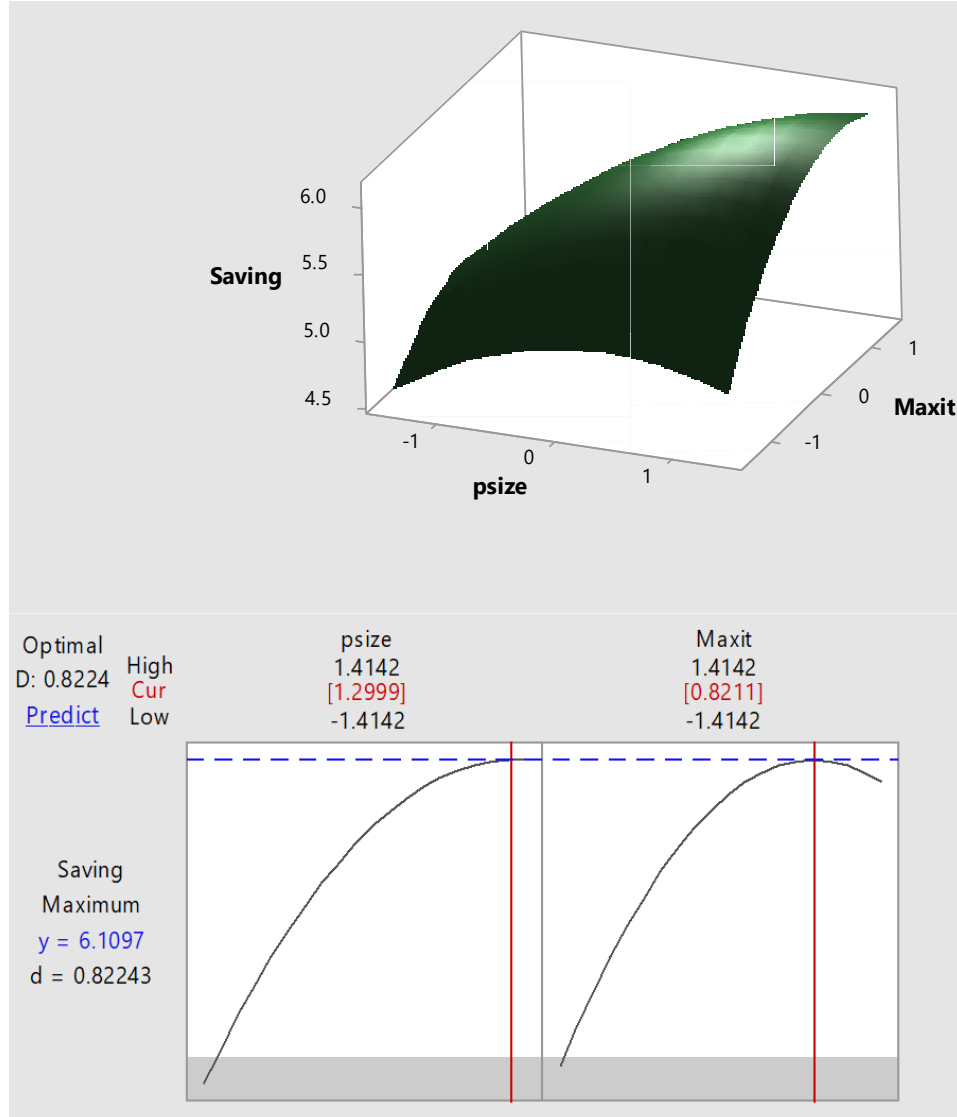 6.0
Saving
5.5
5.0
4.5
-1
0
1
psize
-1
0
1
Maxit
Optimal
D: 0.8224
Predict
High
Cur
Low
psize
1.4142
[1.2999]
-1.4142
Maxit
1.4142
[0.8211]
-1.4142
Saving
Maximum
y = 6.1097
d = 0.82243